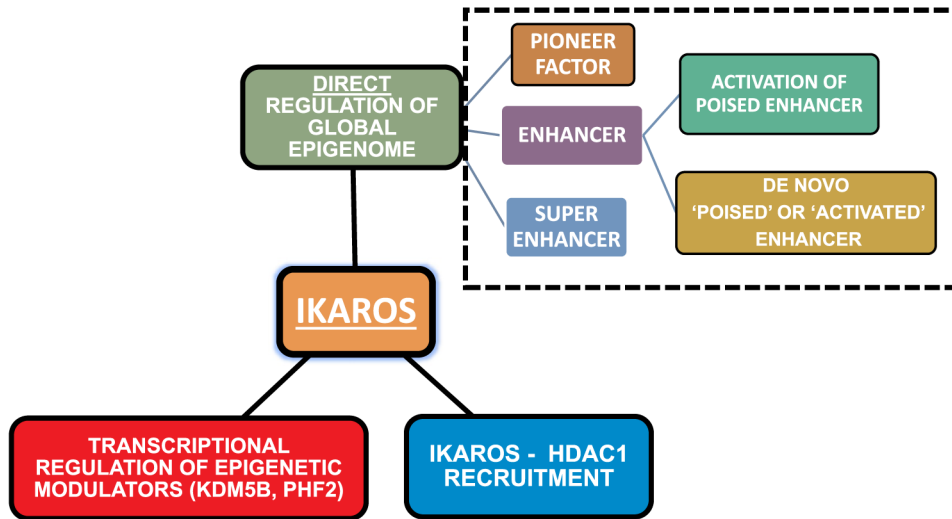 DIRECT
REGULATION OF
GLOBAL
EPIGENOME
PIONEER
FACTOR
ENHANCER
SUPER
ENHANCER
ACTIVATION OF
POISED ENHANCER
DE NOVO
‘POISED’ OR ‘ACTIVATED’
ENHANCER
IKAROS
TRANSCRIPTIONAL
REGULATION OF EPIGENETIC
MODULATORS (KDM5B, PHF2)
IKAROS - HDAC1
RECRUITMENT